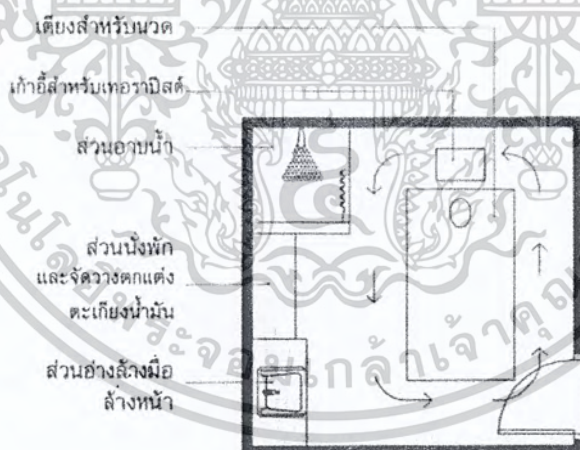 เตียงสำหรับนวด
เก้าอี้สำหรับเทอราปิสต์
ส่วนอาบน้ำ
ส่วนนั่งพัก
และจัดวางตกแต่ง
ตะเกียงน้ำมัน
ส่วนอ่างล้างมือ
ล้างหน้า